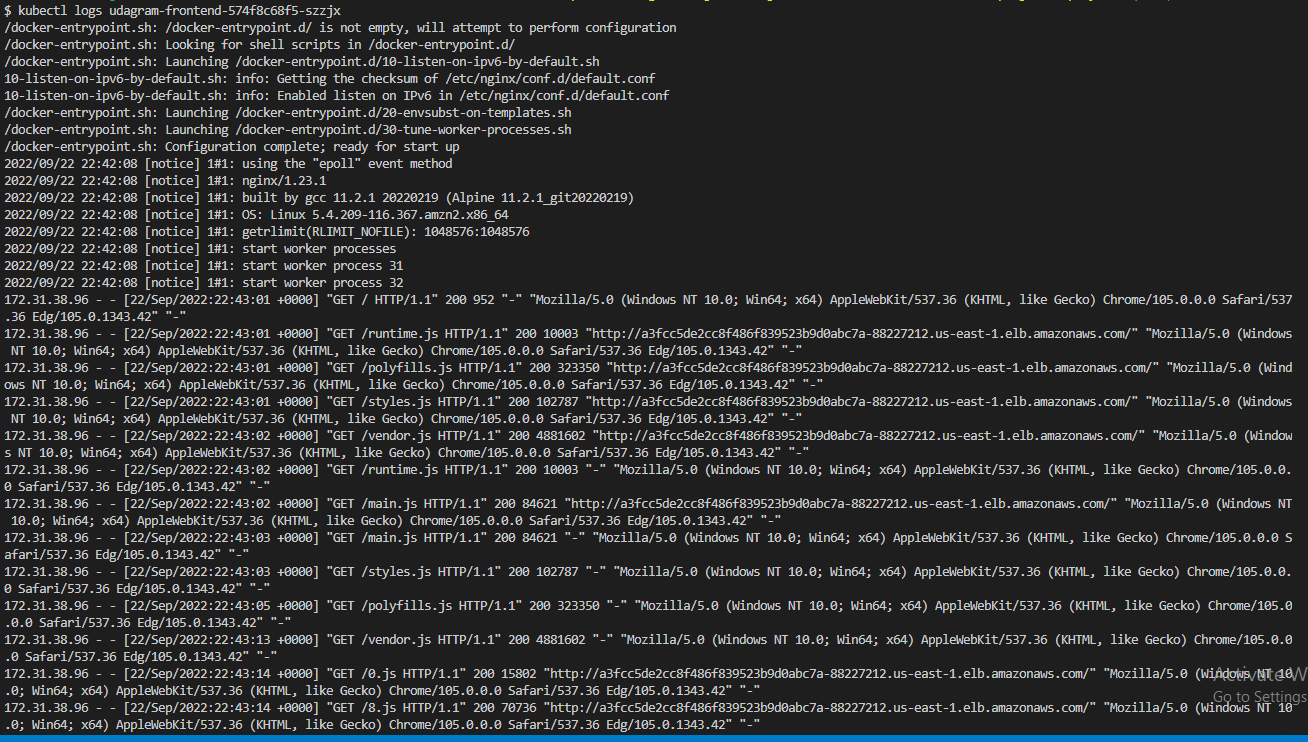 $ kubectl logs udagram-frontend-574f8c68f5-szzjx
/docker-entrypoint.sh: /docker-entrypoint.d/ is not empty, will attempt to perform configuration
/docker-entrypoint.sh: Looking for shell scripts in /docker-entrypoint.d/
/docker-entrypoint.sh: Launching /docker-entrypoint.d/10-listen-on-ipv6-by-default.sh
10-listen-on-ipv6-by-default.sh: info: Getting the checksum of /etc/nginx/conf.d/default.conf
10-listen-on-ipv6-by-default.sh: info: Enabled listen on IPv6 in /etc/nginx/conf.d/default.conf
/docker-entrypoint.sh: Launching /docker-entrypoint.d/20-envsubst-on-templates.sh
/docker-entrypoint.sh: Launching /docker-entrypoint.d/30-tune-worker-processes.sh
/docker-entrypoint.sh: Configuration complete; ready for start up
2022/09/22 22:42:08 [notice] 1#1: using the "epoll" event method
2022/09/22 22:42:08 [notice] 1#1: nginx/1.23.1
2022/09/22 22:42:08 [notice] 1#1: built by gcc 11.2.1 20220219 (Alpine 11.2.1_git20220219)
2022/09/22 22:42:08 [notice] 1#1: OS: Linux 5.4.209-116.367.amzn2.x86_64
2022/09/22 22:42:08 [notice] 1#1: getrlimit(RLIMIT_NOFILE): 1048576:1048576
2022/09/22 22:42:08 [notice] 1#1: start worker processes
2022/09/22 22:42:08 [notice] 1#1: start worker process 31
2022/09/22 22:42:08 [notice] 1#1: start worker process 32
172.31.38.96 - - [22/Sep/2022:22:43:01 +0000] "GET / HTTP/1.1" 200 952 "-" "Mozilla/5.0 (Windows NT 10.0; Win64; x64) AppleWebKit/537.36 (KHTML, like Gecko) Chrome/105.0.0.0 Safari/537
.36 Edg/105.0.1343.42" "-"
172.31.38.96 - - [22/Sep/2022:22:43:01 +0000] "GET /runtime.js HTTP/1.1" 200 10003 "http://a3fcc5de2cc8f486f839523b9d0abc7a-88227212.us-east-1.elb.amazonaws.com/" "Mozilla/5.0 (Windows
 NT 10.0; Win64; x64) AppleWebKit/537.36 (KHTML, like Gecko) Chrome/105.0.0.0 Safari/537.36 Edg/105.0.1343.42" "-"
172.31.38.96 - - [22/Sep/2022:22:43:01 +0000] "GET /polyfills.js HTTP/1.1" 200 323350 "http://a3fcc5de2cc8f486f839523b9d0abc7a-88227212.us-east-1.elb.amazonaws.com/" "Mozilla/5.0 (Wind
ows NT 10.0; Win64; x64) AppleWebKit/537.36 (KHTML, like Gecko) Chrome/105.0.0.0 Safari/537.36 Edg/105.0.1343.42" "-"
172.31.38.96 - - [22/Sep/2022:22:43:01 +0000] "GET /styles.js HTTP/1.1" 200 102787 "http://a3fcc5de2cc8f486f839523b9d0abc7a-88227212.us-east-1.elb.amazonaws.com/" "Mozilla/5.0 (Windows
 NT 10.0; Win64; x64) AppleWebKit/537.36 (KHTML, like Gecko) Chrome/105.0.0.0 Safari/537.36 Edg/105.0.1343.42" "-"
172.31.38.96 - - [22/Sep/2022:22:43:02 +0000] "GET /vendor.js HTTP/1.1" 200 4881602 "http://a3fcc5de2cc8f486f839523b9d0abc7a-88227212.us-east-1.elb.amazonaws.com/" "Mozilla/5.0 (Window
s NT 10.0; Win64; x64) AppleWebKit/537.36 (KHTML, like Gecko) Chrome/105.0.0.0 Safari/537.36 Edg/105.0.1343.42" "-"
172.31.38.96 - - [22/Sep/2022:22:43:02 +0000] "GET /runtime.js HTTP/1.1" 200 10003 "-" "Mozilla/5.0 (Windows NT 10.0; Win64; x64) AppleWebKit/537.36 (KHTML, like Gecko) Chrome/105.0.0.
0 Safari/537.36 Edg/105.0.1343.42" "-"
172.31.38.96 - - [22/Sep/2022:22:43:02 +0000] "GET /main.js HTTP/1.1" 200 84621 "http://a3fcc5de2cc8f486f839523b9d0abc7a-88227212.us-east-1.elb.amazonaws.com/" "Mozilla/5.0 (Windows NT
 10.0; Win64; x64) AppleWebKit/537.36 (KHTML, like Gecko) Chrome/105.0.0.0 Safari/537.36 Edg/105.0.1343.42" "-"
172.31.38.96 - - [22/Sep/2022:22:43:03 +0000] "GET /main.js HTTP/1.1" 200 84621 "-" "Mozilla/5.0 (Windows NT 10.0; Win64; x64) AppleWebKit/537.36 (KHTML, like Gecko) Chrome/105.0.0.0 S
afari/537.36 Edg/105.0.1343.42" "-"
172.31.38.96 - - [22/Sep/2022:22:43:03 +0000] "GET /styles.js HTTP/1.1" 200 102787 "-" "Mozilla/5.0 (Windows NT 10.0; Win64; x64) AppleWebKit/537.36 (KHTML, like Gecko) Chrome/105.0.0.
0 Safari/537.36 Edg/105.0.1343.42" "-"
172.31.38.96 - - [22/Sep/2022:22:43:05 +0000] "GET /polyfills.js HTTP/1.1" 200 323350 "-" "Mozilla/5.0 (Windows NT 10.0; Win64; x64) AppleWebKit/537.36 (KHTML, like Gecko) Chrome/105.0
.0.0 Safari/537.36 Edg/105.0.1343.42" "-"
172.31.38.96 - - [22/Sep/2022:22:43:13 +0000] "GET /vendor.js HTTP/1.1" 200 4881602 "-" "Mozilla/5.0 (Windows NT 10.0; Win64; x64) AppleWebKit/537.36 (KHTML, like Gecko) Chrome/105.0.0
.0 Safari/537.36 Edg/105.0.1343.42" "-"
172.31.38.96 - - [22/Sep/2022:22:43:14 +0000] "GET /0.js HTTP/1.1" 200 15802 "http://a3fcc5de2cc8f486f839523b9d0abc7a-88227212.us-east-1.elb.amazonaws.com/" "Mozilla/5.0 (Windows NT 10
.0; Win64; x64) AppleWebKit/537.36 (KHTML, like Gecko) Chrome/105.0.0.0 Safari/537.36 Edg/105.0.1343.42" "-"
172.31.38.96 - - [22/Sep/2022:22:43:14 +0000] "GET /8.js HTTP/1.1" 200 70736 "http://a3fcc5de2cc8f486f839523b9d0abc7a-88227212.us-east-1.elb.amazonaws.com/" "Mozilla/5.0 (Windows NT 10
.0; Win64; x64) AppleWebKit/537.36 (KHTML, like Gecko) Chrome/105.0.0.0 Safari/537.36 Edg/105.0.1343.42" "-"
Activate W
Go to Settings